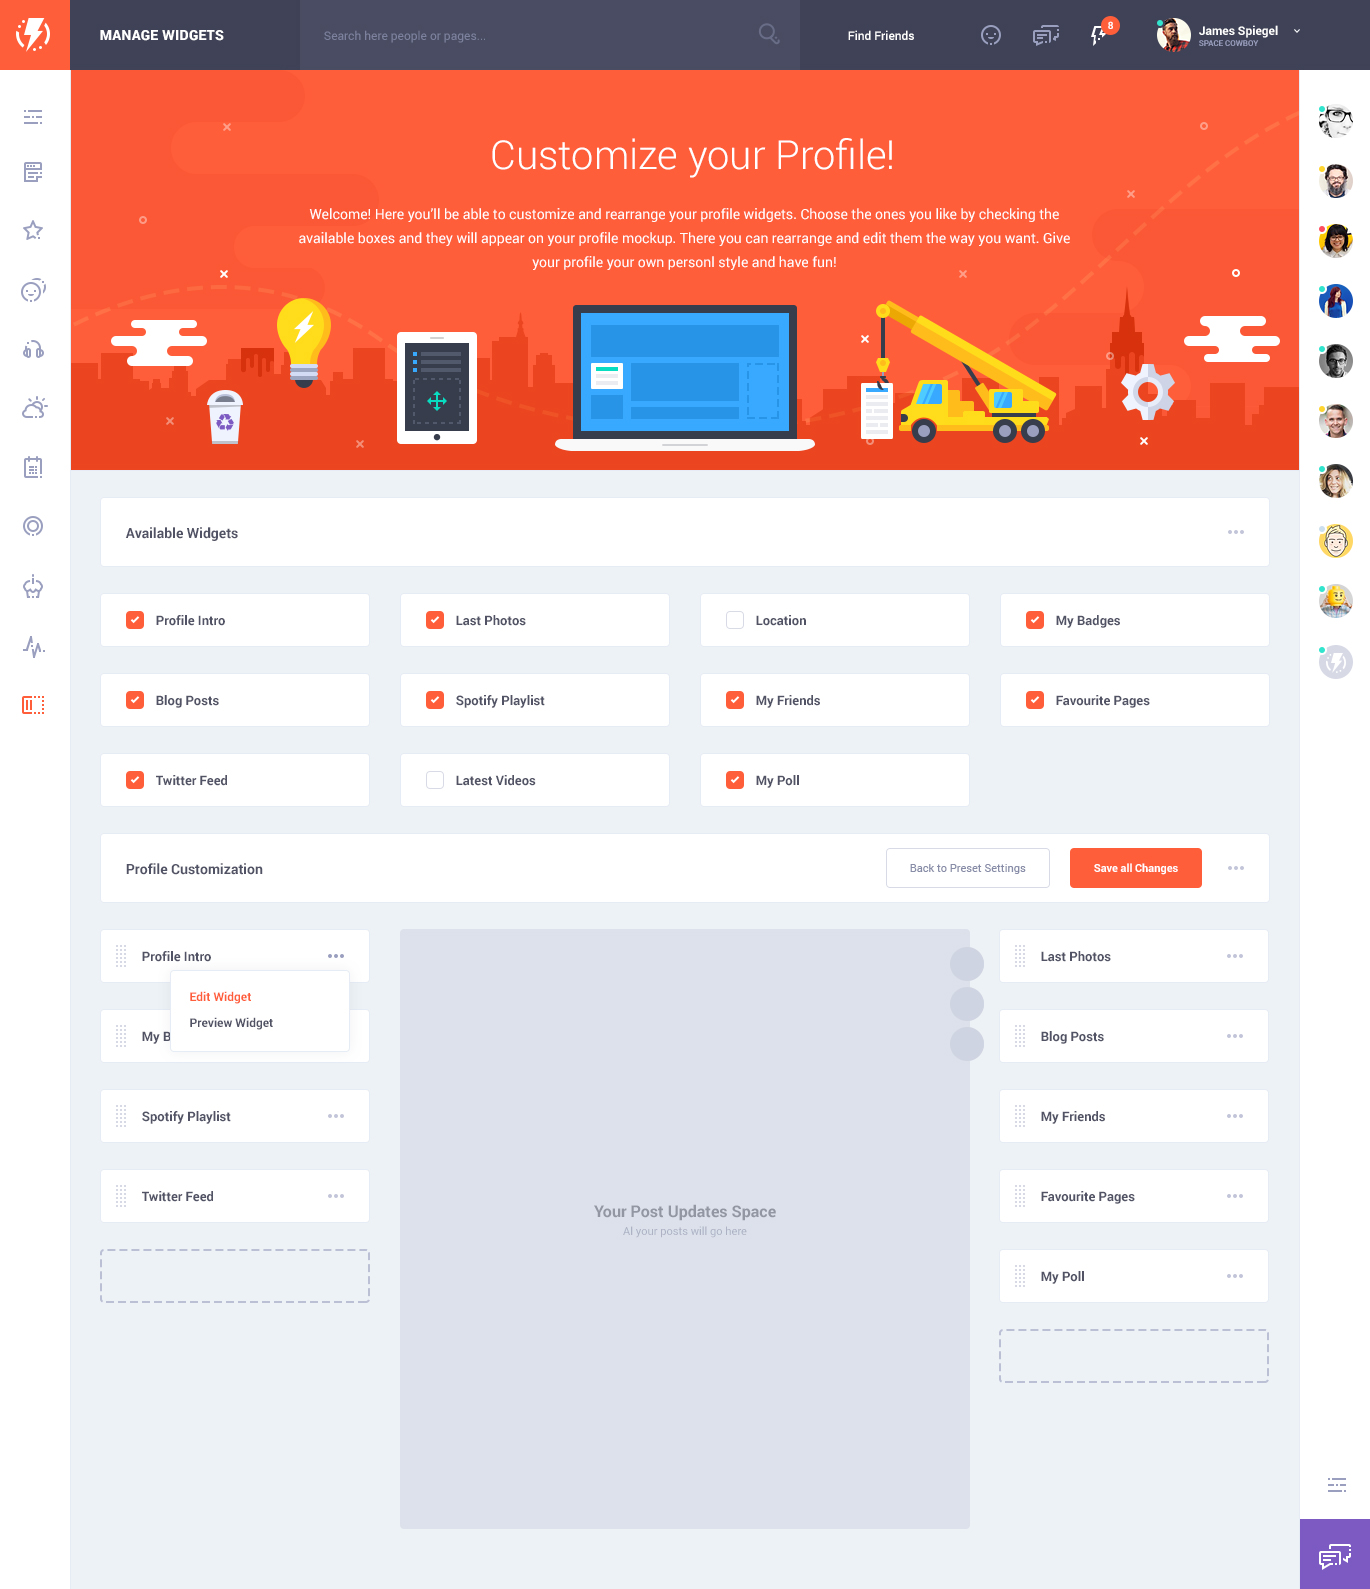 MANAGE WIDGETS
Search here people or pages...
Find Friends
8
James Spiegel
SPACE COWBOY
Customize your Profile!
Welcome! Here you'll be able to customize and rearrange your profile widgets. Choose the ones you like by checking the
available boxes and they will appear on your profile mockup. There you can rearrange and edit them the way you want. Give
your profile your own personl style and have fun!
Available Widgets
Profile Intro
Last Photos
Location
My Badges
Blog Posts
Spotify Playlist
My Friends
Favourite Pages
Twitter Feed
Latest Videos
My Poll
Profile Customization
Back to Preset Settings
Save all Changes
Profile Intro
Edit Widget
Preview Widget
My B
Spotify Playlist
Twitter Feed
Your Post Updates Space
Al your posts will go here
Last Photos
Blog Posts
My Friends
Favourite Pages
My Poll